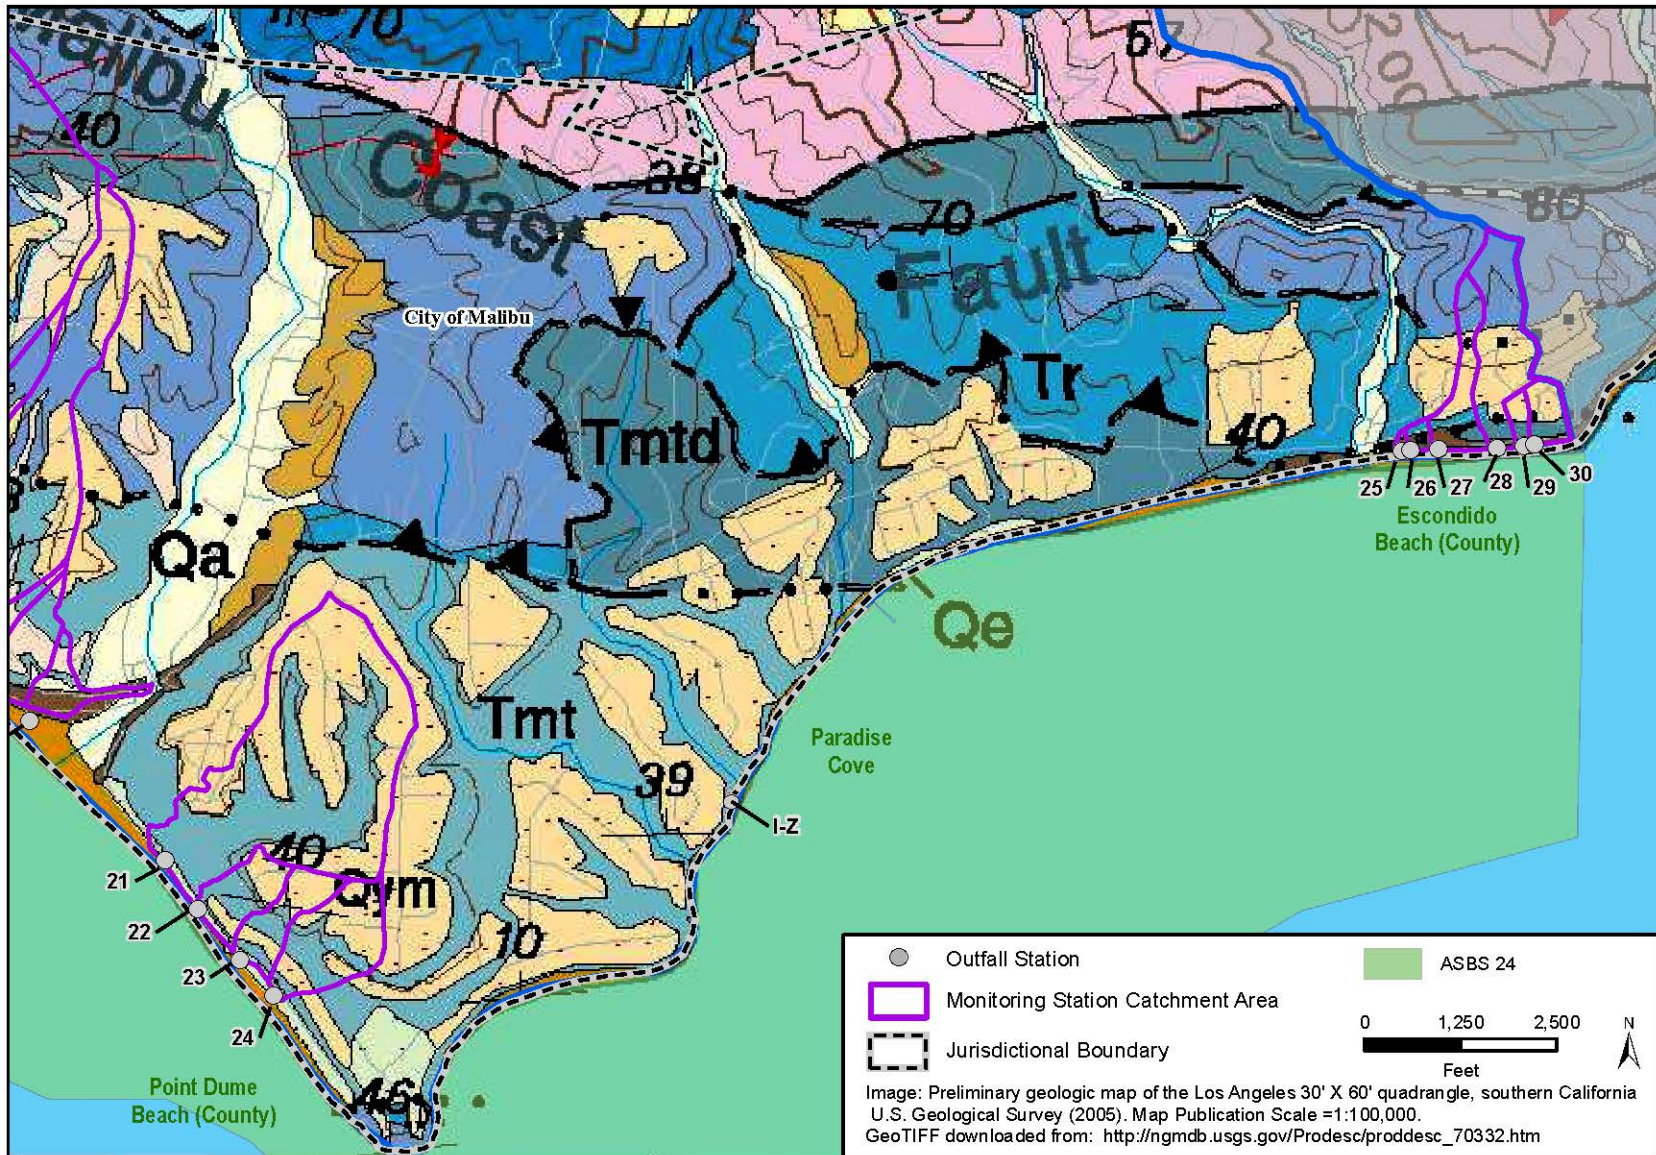 70
67
200
Malibu
40
Coast
38
70
80
Fault
City of Malibu
Tr
Tmtd
40
25
26
27
28
29
30
Escondido
Beach (County)
Qa
Qe
Tmt
Paradise
Cove
39
I-Z
40
21
Qym
22
10
23
24
Point Dume
Beach (County)
46
Outfall Station
Monitoring Station Catchment Area
Jurisdictional Boundary
ASBS 24
0 1,250 2,500
Feet
N
Image: Preliminary geologic map of the Los Angeles 30' X 60' quadrangle, southern California
U.S. Geological Survey (2005). Map Publication Scale =1:100,000.
GeoTIFF downloaded from: http://ngmdb.usgs.gov/Prodesc/proddesc_70332.htm